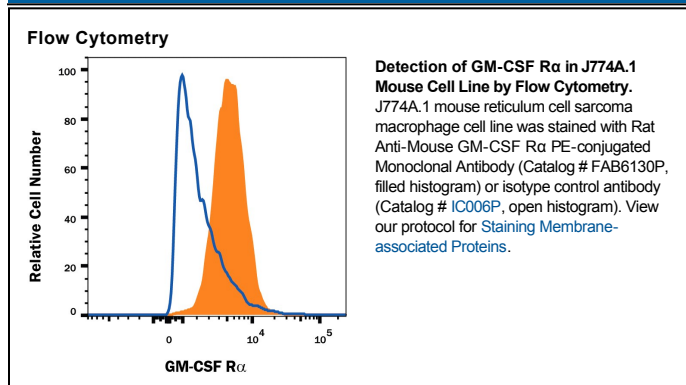 Flow Cytometry
100
80
60
40
20
0
Relative Cell Number
0
10^4
10^5
GM-CSF Rα
Detection of GM-CSF Rα in J774A.1
Mouse Cell Line by Flow Cytometry.
J774A.1 mouse reticulum cell sarcoma
macrophage cell line was stained with Rat
Anti-Mouse GM-CSF Rα PE-conjugated
Monoclonal Antibody (Catalog # FAB6130P,
filled histogram) or isotype control antibody
(Catalog # IC006P, open histogram). View
our protocol for Staining Membrane-
associated Proteins.